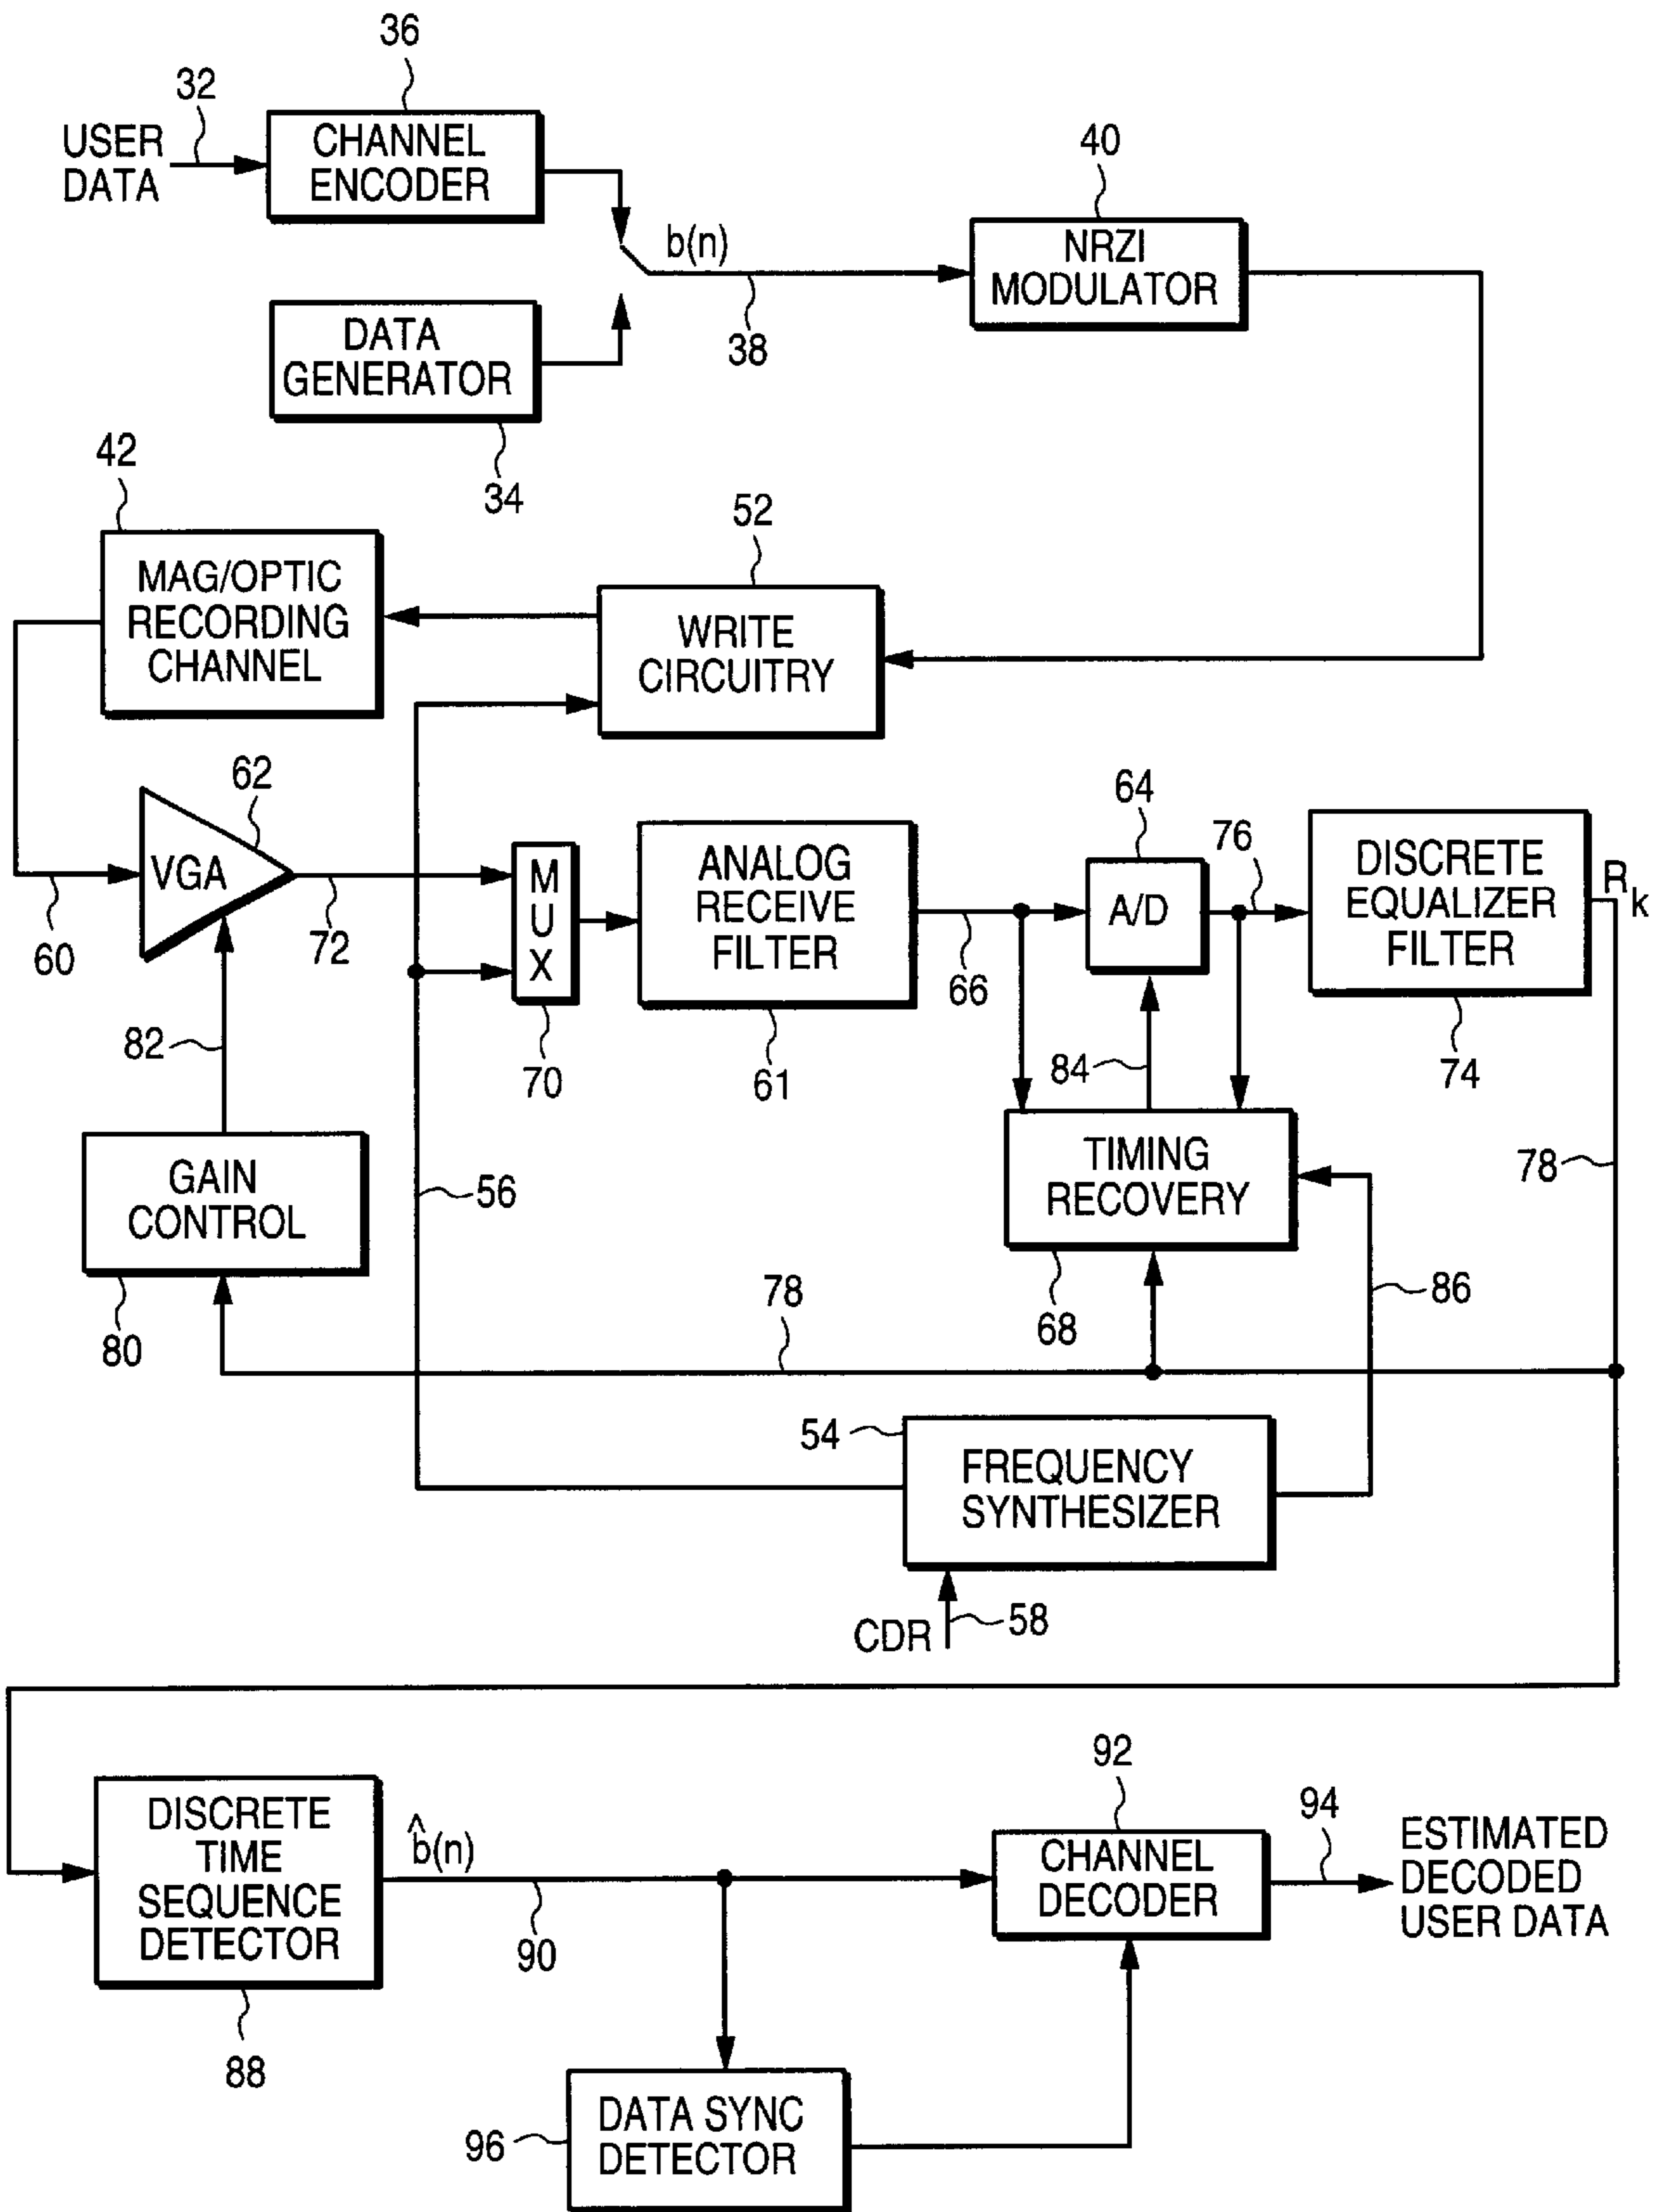 36
32
USER
DATA
CHANNEL
ENCODER
40
b(n)
NRZI
MODULATOR
38
DATA
GENERATOR
34
42
52
MAG/OPTIC
RECORDING
CHANNEL
WRITE
CIRCUITRY
62
64
76
VGA
M
U
X
ANALOG
RECEIVE
FILTER
A/D
DISCRETE
EQUALIZER
FILTER
Rk
60
72
66
82
70
61
84
74
GAIN
CONTROL
56
TIMING
RECOVERY
78
80
78
68
86
54
FREQUENCY
SYNTHESIZER
CDR
58
92
94
DISCRETE
TIME
SEQUENCE
DETECTOR
b̂(n)
90
CHANNEL
DECODER
ESTIMATED
DECODED
USER DATA
88
96
DATA SYNC
DETECTOR